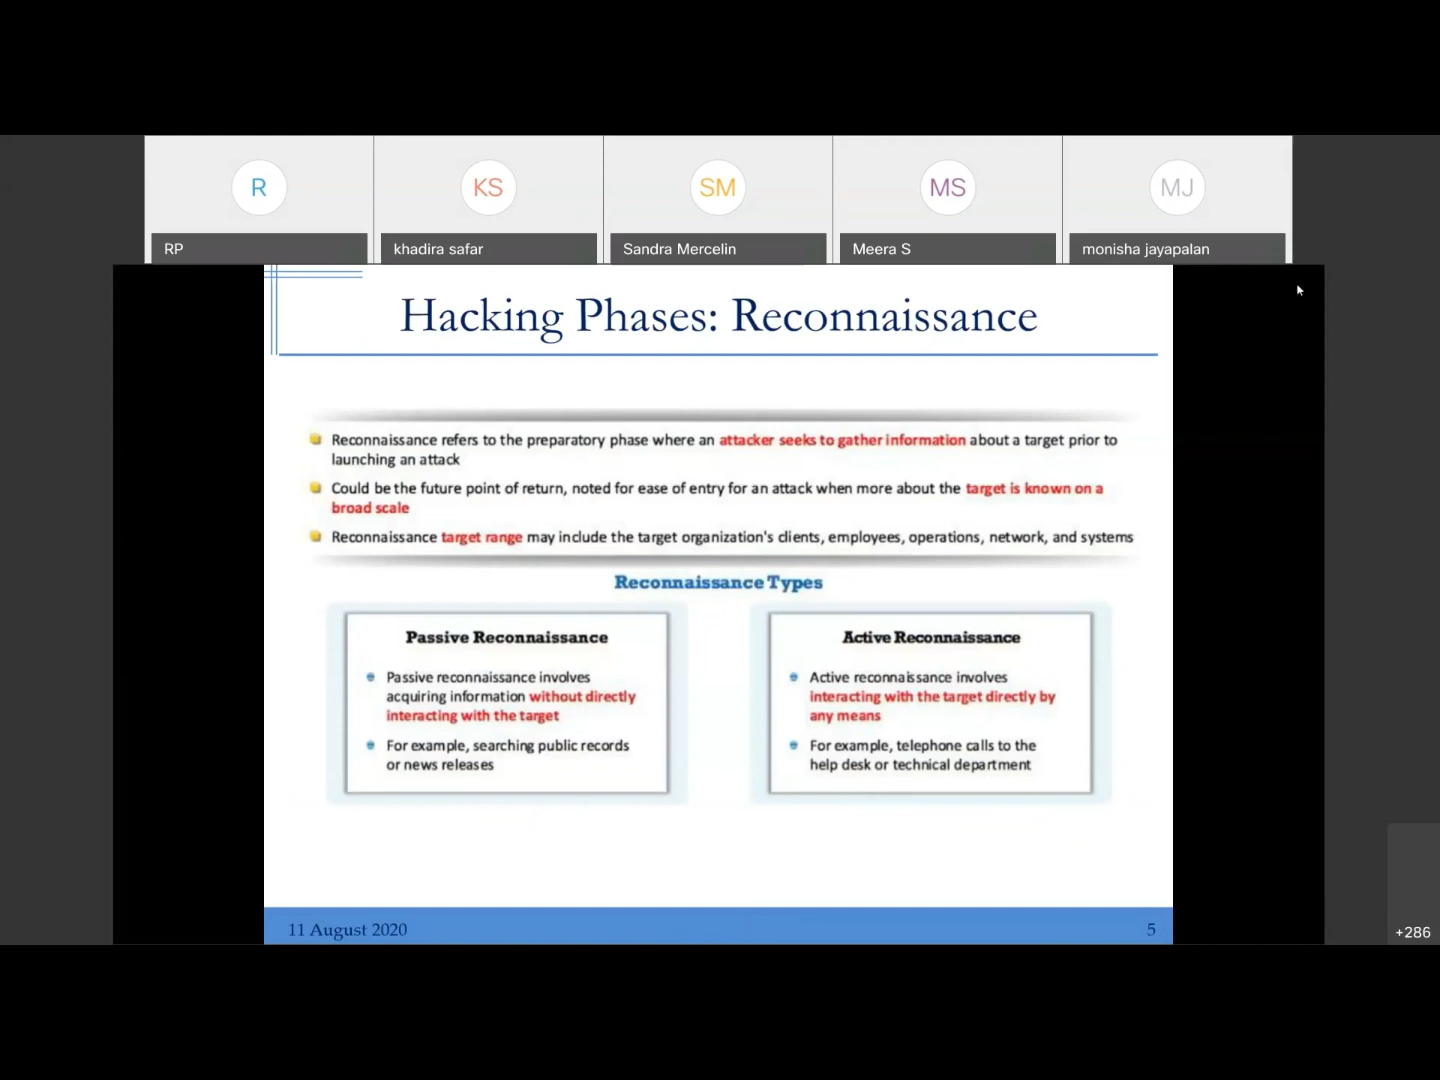 R
KS
SM
MS
MJ
RP
khadira safar
Sandra Mercelin
Meera S
monisha jayapalan
Hacking Phases: Reconnaissance
Reconnaissance refers to the preparatory phase where an attacker seeks to gather information about a target prior to
launching an attack
Could be the future point of return, noted for ease of entry for an attack when more about the target is known on a
broad scale
Reconnaissance target range may include the target organization's clients, employees, operations, network, and systems
Reconnaissance Types
Passive Reconnaissance
Passive reconnaissance involves
acquiring information without directly
interacting with the target
For example, searching public records
or news releases
Active Reconnaissance
Active reconnaissance involves
interacting with the target directly by
any means
For example, telephone calls to the
help desk or technical department
11 August 2020
5
+286